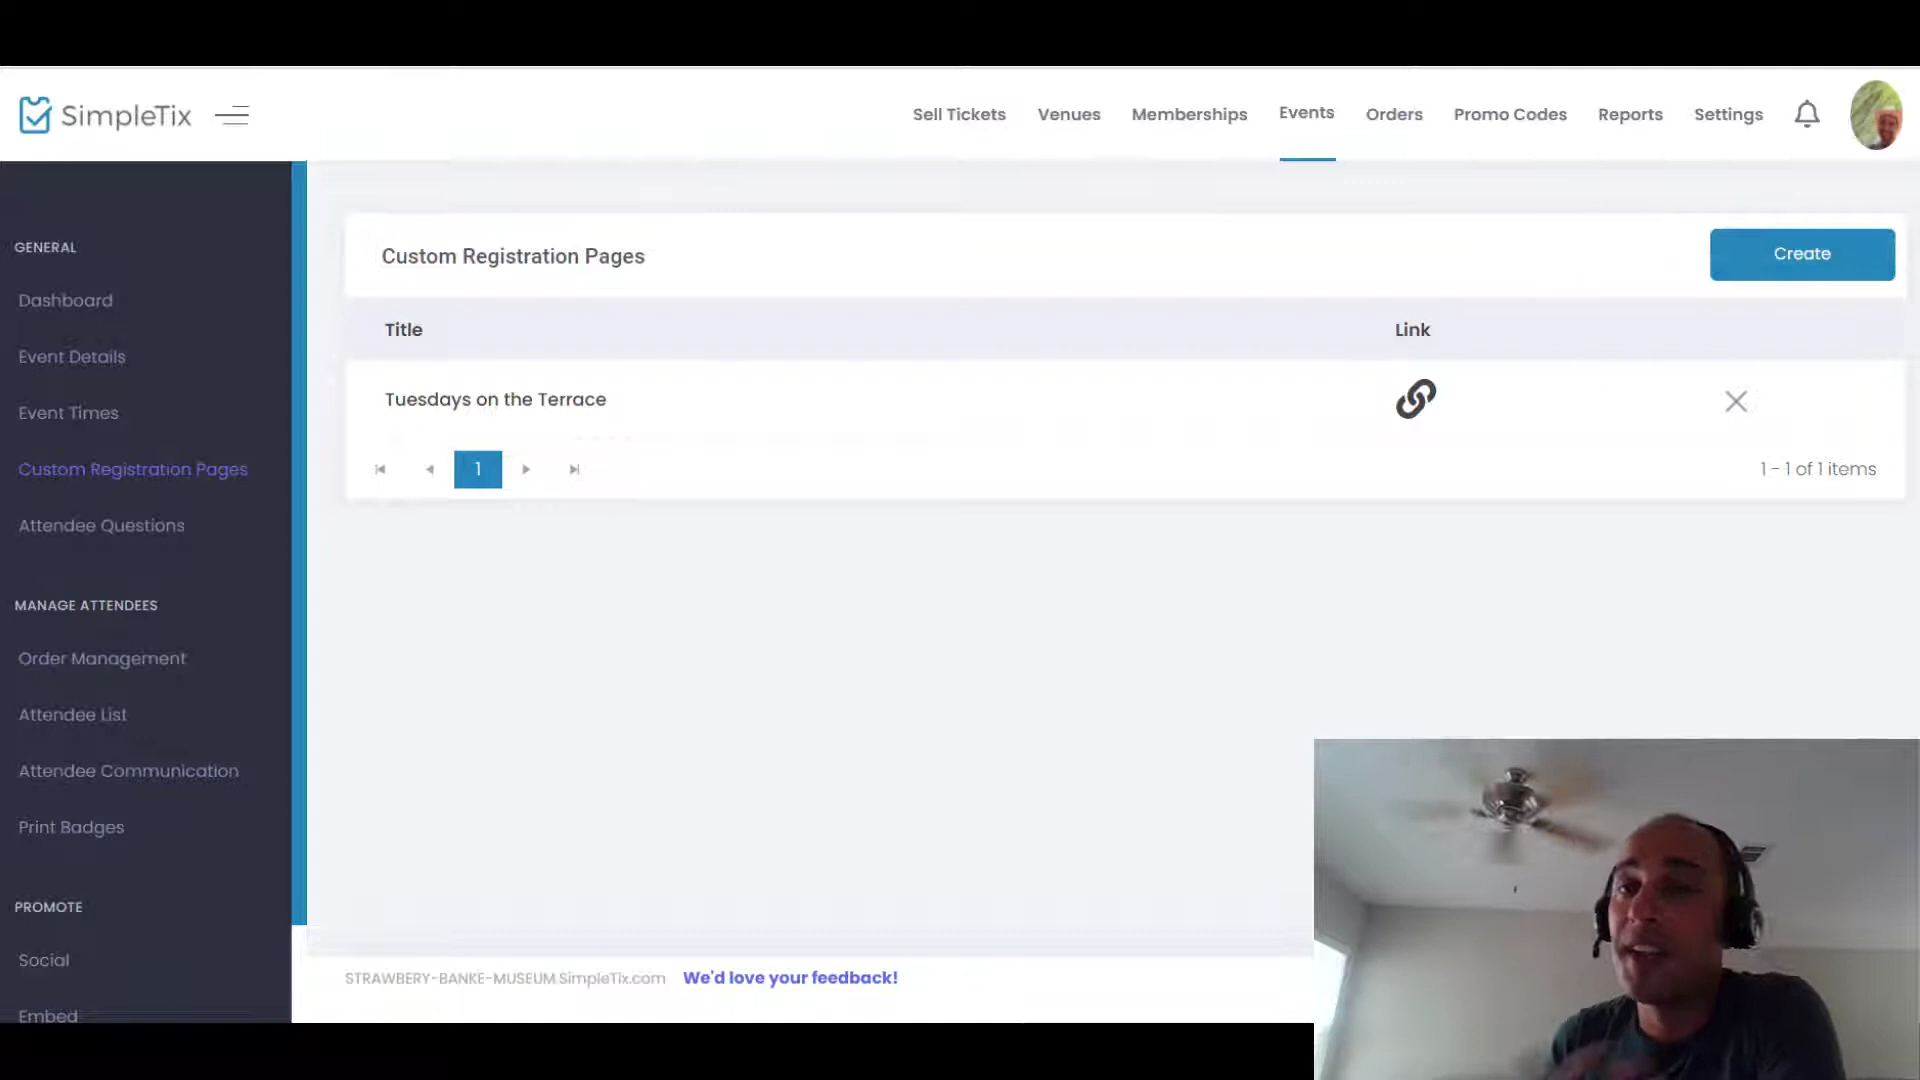 SimpleTix
Sell Tickets Venues Memberships Events Orders Promo Codes Reports Settings
GENERAL
Dashboard
Event Details
Event Times
Custom Registration Pages
Attendee Questions
MANAGE ATTENDEES
Order Management
Attendee List
Attendee Communication
Print Badges
PROMOTE
Social
Embed
Custom Registration Pages
Create
Title Link
Tuesdays on the Terrace
1
1 - 1 of 1 items
STRAWBERY-BANKE-MUSEUM.SimpleTix.com We'd love your feedback!